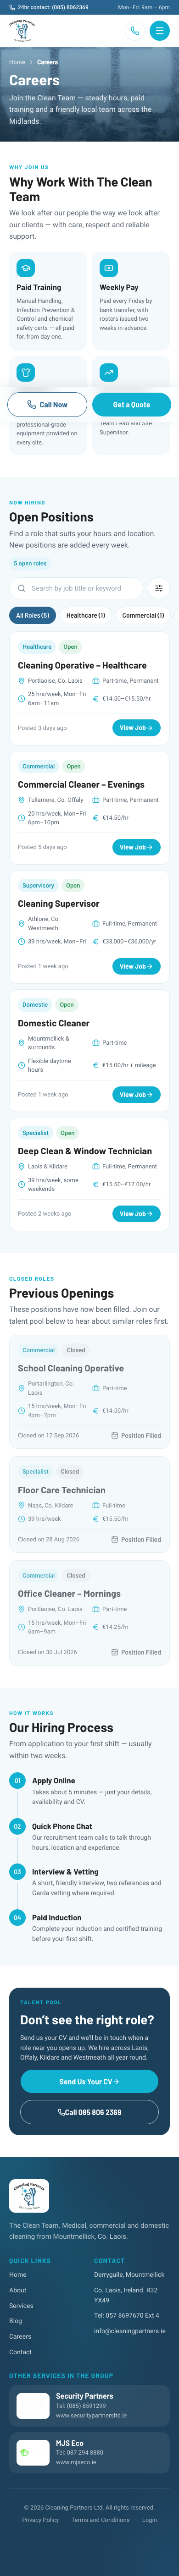 24hr contact: (085) 8062369
Mon–Fri: 9am – 6pm
Home > Careers
Careers
Join the Clean Team — steady hours, paid
training and a friendly local team across the
Midlands.
WHY JOIN US
Why Work With The Clean
Team
We look after our people the way we look after
our clients — with care, respect and regular
support.
Paid Training
Manual Handling,
Infection Prevention &
Control and chemical
safety certs — all paid
for, from day one.
Weekly Pay
Paid every Friday by
bank transfer, with
rosters issued two
weeks in advance.
Call Now
Get a Quote
professional-grade
equipment provided on
every site.
Team Lead and Site
Supervisor.
NOW HIRING
Open Positions
Find a role that suits your hours and location.
New positions are added every week.
5 open roles
Search by job title or keyword
All Roles (5)
Healthcare (1)
Commercial (1)
Healthcare
Open
Cleaning Operative – Healthcare
Portlaoise, Co. Laois
Part-time, Permanent
25 hrs/week, Mon–Fri
6am–11am
€14.50–€15.50/hr
Posted 3 days ago
View Job
Commercial
Open
Commercial Cleaner – Evenings
Tullamore, Co. Offaly
Part-time, Permanent
20 hrs/week, Mon–Fri
6pm–10pm
€14.50/hr
Posted 5 days ago
View Job
Supervisory
Open
Cleaning Supervisor
Athlone, Co.
Westmeath
Full-time, Permanent
39 hrs/week, Mon–Fri
€33,000–€36,000/yr
Posted 1 week ago
View Job
Domestic
Open
Domestic Cleaner
Mountmellick &
surrounds
Part-time
Flexible daytime
hours
€15.00/hr + mileage
Posted 1 week ago
View Job
Specialist
Open
Deep Clean & Window Technician
Laois & Kildare
Full-time, Permanent
39 hrs/week, some
weekends
€15.50–€17.00/hr
Posted 2 weeks ago
View Job
CLOSED ROLES
Previous Openings
These positions have now been filled. Join our
talent pool below to hear about similar roles first.
Commercial
Closed
School Cleaning Operative
Portarlington, Co.
Laois
Part-time
15 hrs/week, Mon–Fri
4pm–7pm
€14.50/hr
Closed on 12 Sep 2026
Position Filled
Specialist
Closed
Floor Care Technician
Naas, Co. Kildare
Full-time
39 hrs/week
€15.50/hr
Closed on 28 Aug 2026
Position Filled
Commercial
Closed
Office Cleaner – Mornings
Portlaoise, Co. Laois
Part-time
15 hrs/week, Mon–Fri
6am–9am
€14.25/hr
Closed on 30 Jul 2026
Position Filled
HOW IT WORKS
Our Hiring Process
From application to your first shift — usually
within two weeks.
01
Apply Online
Takes about 5 minutes — just your details,
availability and CV.
02
Quick Phone Chat
Our recruitment team calls to talk through
hours, location and experience.
03
Interview & Vetting
A short, friendly interview, two references and
Garda vetting where required.
04
Paid Induction
Complete your induction and certified training
before your first shift.
TALENT POOL
Don't see the right role?
Send us your CV and we'll be in touch when a
role near you opens up. We hire across Laois,
Offaly, Kildare and Westmeath all year round.
Send Us Your CV
Call 085 806 2369
The Clean Team. Medical, commercial and domestic
cleaning from Mountmellick, Co. Laois.
QUICK LINKS
Home
About
Services
Blog
Careers
Contact
CONTACT
Derryguile, Mountmellick
Co. Laois, Ireland. R32
YX49
Tel: 057 8697670 Ext 4
info@cleaningpartners.ie
OTHER SERVICES IN THE GROUP
Security Partners
Tel: (085) 8591299
www.securitypartnersltd.ie
MJS Eco
Tel: 087 294 8880
www.mjseco.ie
© 2026 Cleaning Partners Ltd. All rights reserved.
Privacy Policy · Terms and Conditions · Login